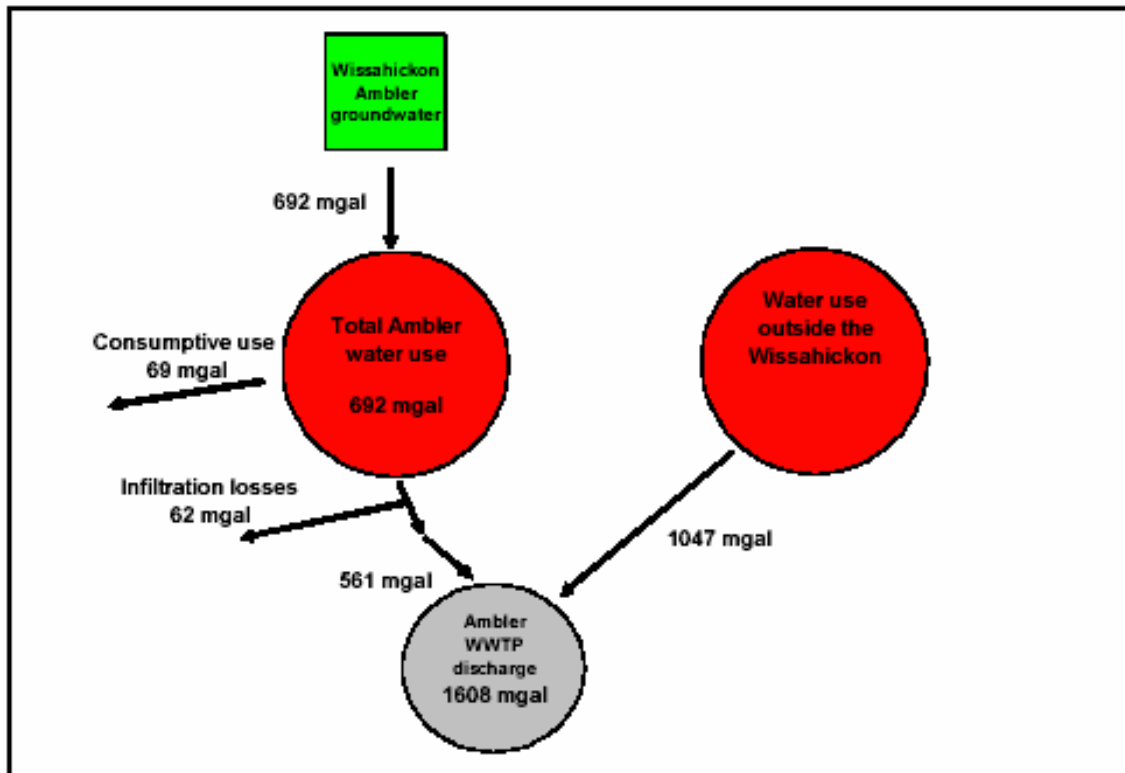 Wissahickon
Ambler
groundwater
692 mgal
Total Ambler
water use
692 mgal
Water use
outside the
Wissahickon
Consumptive use
69 mgal
Infiltration losses
62 mgal
561 mgal
1047 mgal
Ambler
WWTP
discharge
1608 mgal